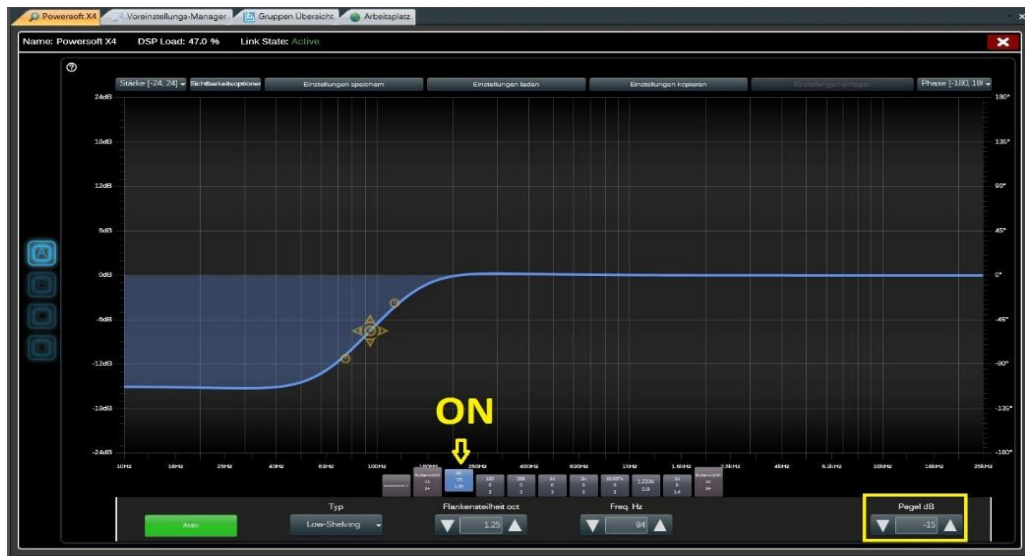 Powersoft X4 Voreinstellungs-Manager Gruppen Übersicht Arbeitsplatz
Name: Powersoft X4 DSP Load: 47.0 % Link State: Active
Stärke [-24, 24] Sichtbarkeitsoptionen Einstellungen speichern Einstellungen laden Einstellungen kopieren Einstellungen einfügen Phase [-180, 18
24dB 180°
18dB 135°
12dB 90°
45°
0dB 0°
-45°
-12dB -90°
-18dB -135°
-24dB -180°
ON
10Hz 16Hz 25Hz 40Hz 63Hz 100Hz 160Hz 250Hz 400Hz 630Hz 1kHz 1.6kHz 2.5kHz 4kHz 6.3kHz 10kHz 16kHz 25kHz
Typ Flankensteilheit oct Freq. Hz Pegel dB
Aktiv Low-Shelving 1.25 94 -15